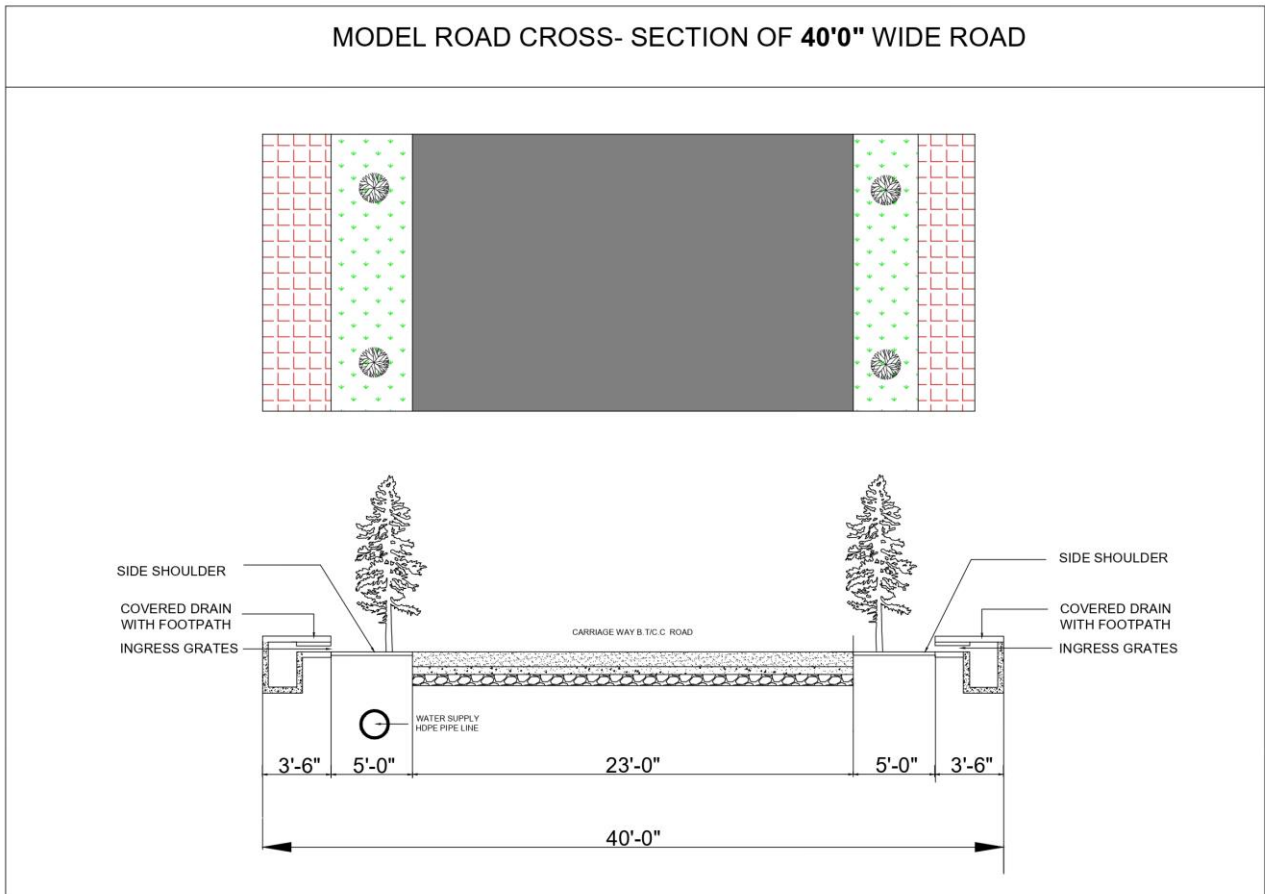 MODEL ROAD CROSS- SECTION OF 40'0" WIDE ROAD
SIDE SHOULDER
COVERED DRAIN
WITH FOOTPATH
INGRESS GRATES
CARRIAGE WAY B.T/C.C ROAD
SIDE SHOULDER
COVERED DRAIN
WITH FOOTPATH
INGRESS GRATES
WATER SUPPLY
HDPE PIPE LINE
3'-6" 5'-0" 23'-0" 5'-0" 3'-6"
40'-0"